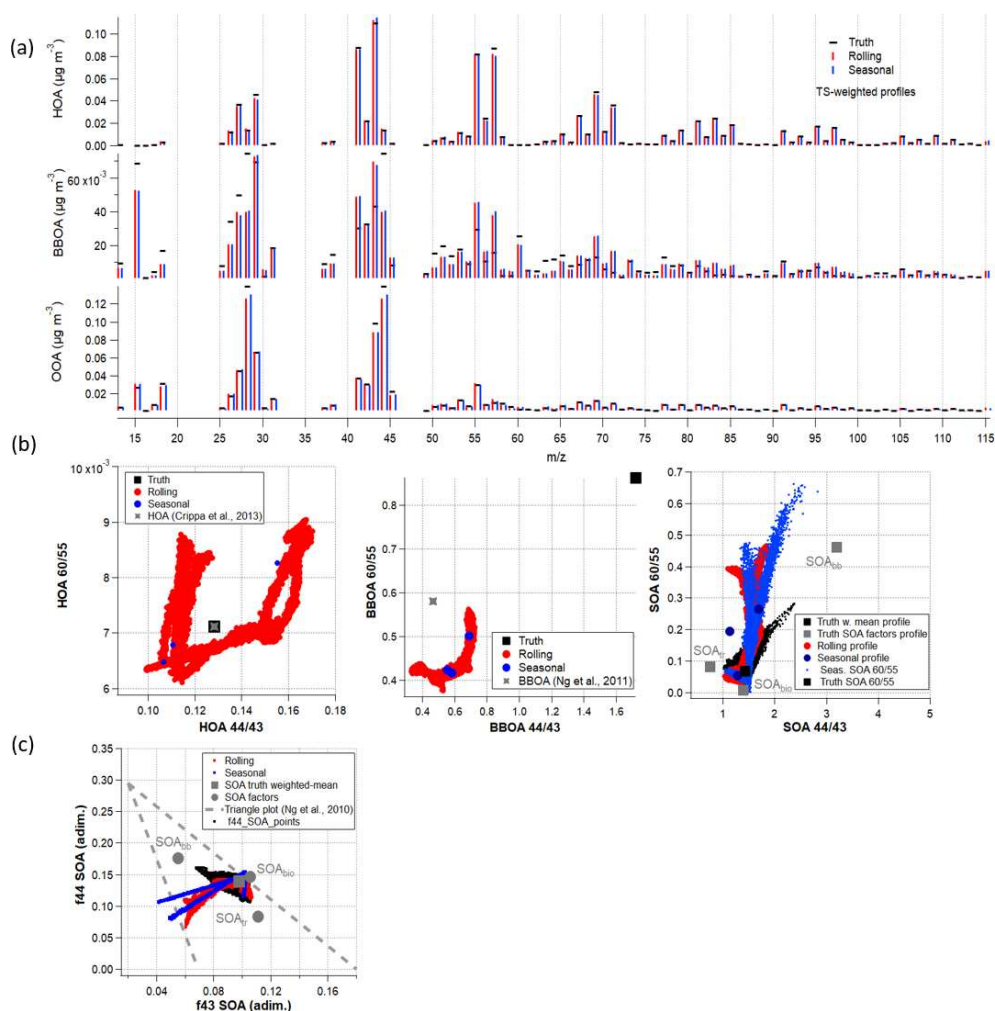 (a)
0.10
0.08
0.06
0.04
0.02
0.00
HOA (µg m-3)
Truth
Rolling
Seasonal
TS-weighted profiles
60 x10-3
40
20
BBOA (µg m-3)
0.12
0.10
0.08
0.06
0.04
0.02
OOA (µg m-3)
15 20 25 30 35 40 45 50 55 60 65 70 75 80 85 90 95 100 105 110 115
m/z
(b)
10 x10-3
9
8
7
6
HOA 60/55
Truth
Rolling
Seasonal
HOA (Crippa et al., 2013)
0.10 0.12 0.14 0.16 0.18
HOA 44/43
0.8
0.7
0.6
0.5
0.4
BBOA 60/55
Truth
Rolling
Seasonal
BBOA (Ng et al., 2011)
0.4 0.6 0.8 1.0 1.2 1.4 1.6
BBOA 44/43
0.7
0.6
0.5
0.4
0.3
0.2
0.1
0.0
SOA 60/55
SOAbb
SOAtr
SOAbio
Truth w. mean profile
Truth SOA factors profile
Rolling profile
Seasonal profile
Seas. SOA 60/55
Truth SOA 60/55
1 2 3 4 5
SOA 44/43
(c)
0.35
0.30
0.25
0.20
0.15
0.10
0.05
0.00
f44 SOA (adim.)
Rolling
Seasonal
SOA truth weighted-mean
SOA factors
Triangle plot (Ng et al., 2010)
f44_SOA_points
SOAbb
SOAbio
SOAtr
0.04 0.08 0.12 0.16
f43 SOA (adim.)